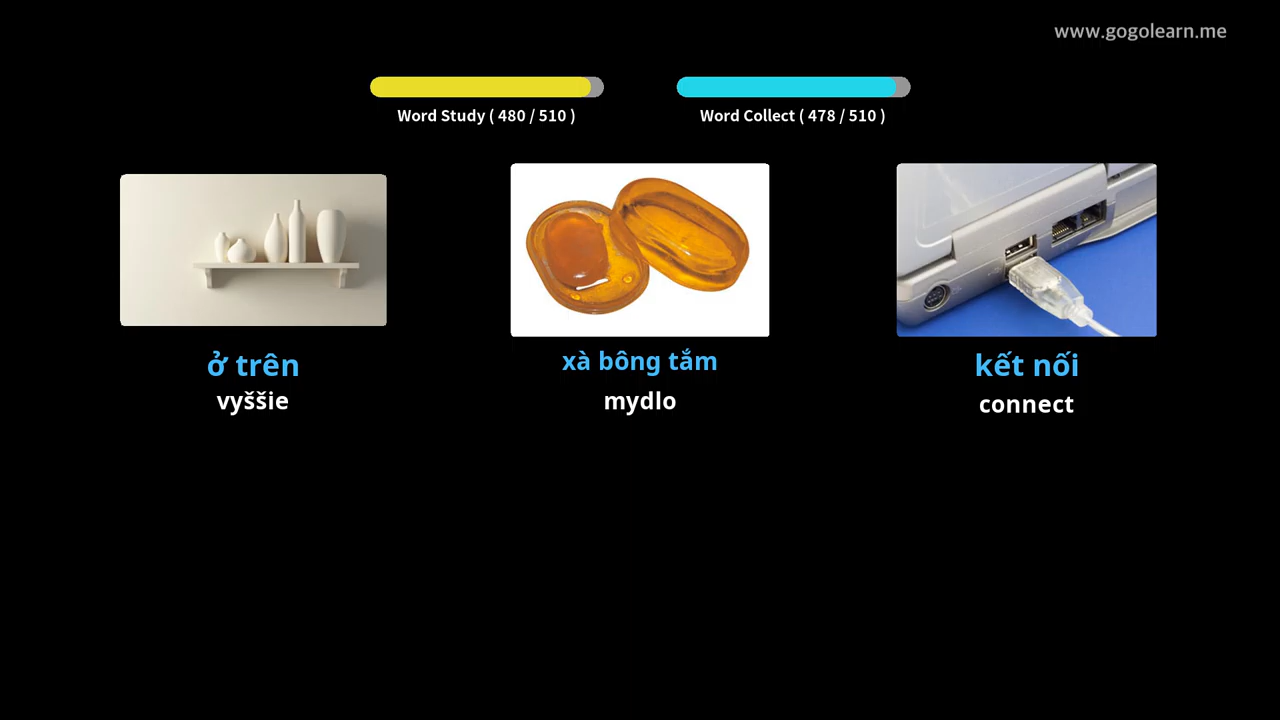 www.gogolearn.me
Word Study ( 480 / 510 )
Word Collect ( 478 / 510 )
ở trên
vyššie
xà bông tắm
mydlo
kết nối
connect